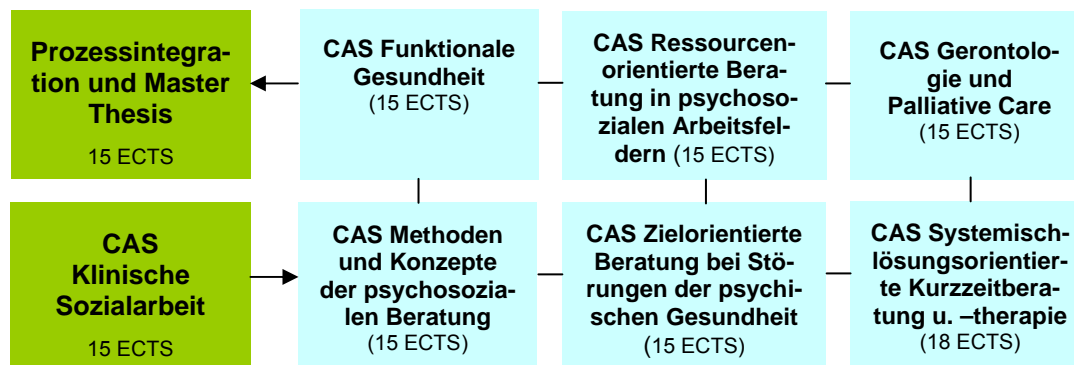 Prozessintegra-
tion und Master
Thesis
15 ECTS
CAS Funktionale
Gesundheit
(15 ECTS)
CAS Ressourcen-
orientierte Bera-
tung in psychoso-
zialen Arbeitsfel-
dern (15 ECTS)
CAS Gerontolo-
gie und
Palliative Care
(15 ECTS)
CAS
Klinische
Sozialarbeit
15 ECTS
CAS Methoden
und Konzepte
der psychosozia-
len Beratung
(15 ECTS)
CAS Zielorientierte
Beratung bei Stö-
rungen der psychi-
schen Gesundheit
(15 ECTS)
CAS Systemisch-
lösungsorientier-
te Kurzzeitbera-
tung u. –therapie
(18 ECTS)